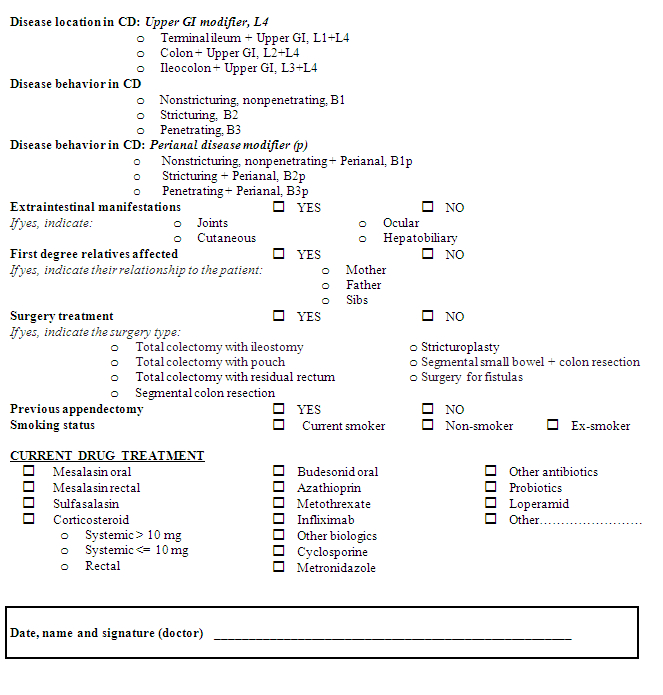 Disease location in CD: Upper GI modifier, L4
o Terminal ileum + Upper GI, L1+L4
o Colon + Upper GI, L2+L4
o Ileocolon + Upper GI, L3+L4
Disease behavior in CD
o Nonstricturing, nonpenetrating, B1
o Stricturing, B2
o Penetrating, B3
Disease behavior in CD: Perianal disease modifier (p)
o Nonstricturing, nonpenetrating + Perianal, B1p
o Stricturing + Perianal, B2p
o Penetrating + Perianal, B3p
Extraintestinal manifestations ☐ YES ☐ NO
If yes, indicate: o Joints o Ocular
o Cutaneous o Hepatobiliary
First degree relatives affected ☐ YES ☐ NO
If yes, indicate their relationship to the patient: o Mother
o Father
o Sibs
Surgery treatment ☐ YES ☐ NO
If yes, indicate the surgery type:
o Total colectomy with ileostomy o Stricturoplasty
o Total colectomy with pouch o Segmental small bowel + colon resection
o Total colectomy with residual rectum o Surgery for fistulas
o Segmental colon resection
Previous appendectomy ☐ YES ☐ NO
Smoking status ☐ Current smoker ☐ Non-smoker ☐ Ex-smoker
CURRENT DRUG TREATMENT
☐ Mesalasin oral ☐ Budesonid oral ☐ Other antibiotics
☐ Mesalasin rectal ☐ Azathioprin ☐ Probiotics
☐ Sulfasalasin ☐ Metothrexate ☐ Loperamid
☐ Corticosteroid ☐ Infliximab ☐ Other……………………
o Systemic > 10 mg ☐ Other biologics
o Systemic <= 10 mg ☐ Cyclosporine
o Rectal ☐ Metronidazole
Date, name and signature (doctor) ___________________________________________________